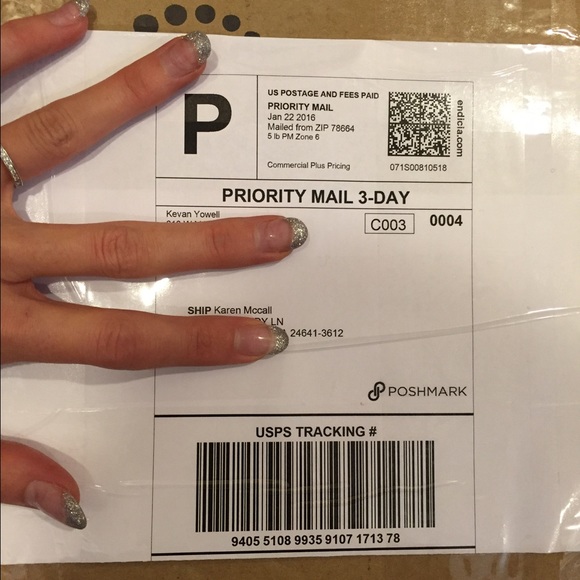 P
US POSTAGE AND FEES PAID
PRIORITY MAIL
Jan 22 2016
Mailed from ZIP 78664
5 lb PM Zone 6
Commercial Plus Pricing
071S00810518
endicia.com
PRIORITY MAIL 3-DAY
Kevan Yowell
C003
0004
SHIP Karen Mccall
LN
24641-3612
POSHMARK
USPS TRACKING #
9405 5108 9935 9107 1713 78